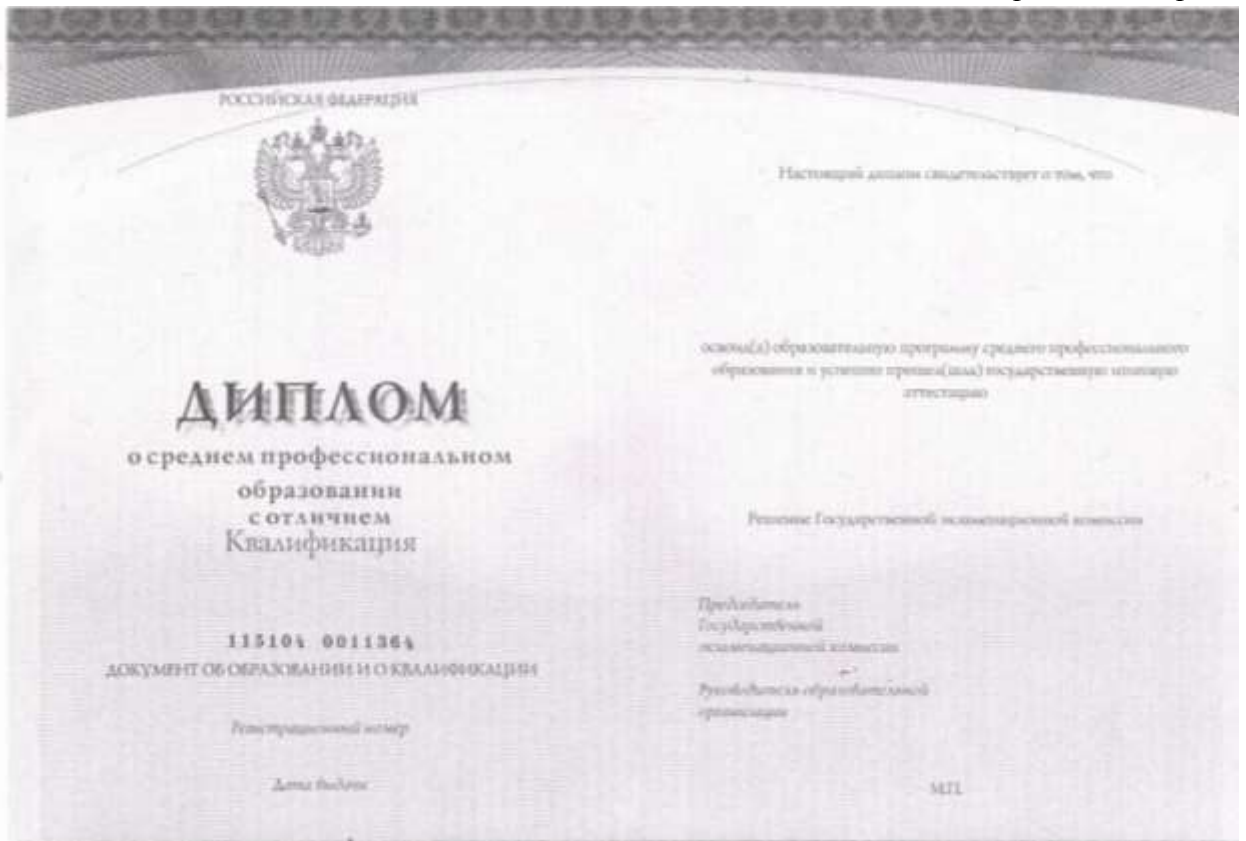 РОССИЙСКАЯ ФЕДЕРАЦИЯ
ДИПЛОМ
о среднем профессиональном
образовании
с отличием
Квалификация
115104 0011364
ДОКУМЕНТ ОБ ОБРАЗОВАНИИ И О КВАЛИФИКАЦИИ
Регистрационный номер
Дата выдачи
Настоящий диплом свидетельствует о том, что
освоил(а) образовательную программу среднего профессионального
образования и успешно прошел(шла) государственную итоговую
аттестацию
Решение Государственной экзаменационной комиссии
Председатель
Государственной
экзаменационной комиссии
Руководитель образовательной
организации
М.П.